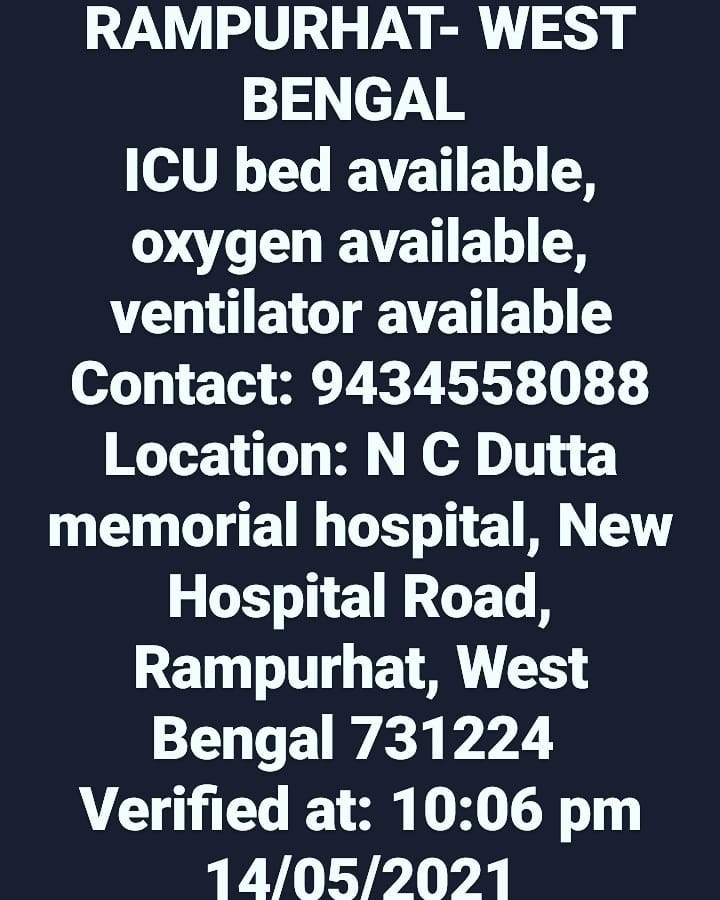 RAMPURHAT- WEST
BENGAL
ICU bed available,
oxygen available,
ventilator available
Contact: 9434558088
Location: N C Dutta
memorial hospital, New
Hospital Road,
Rampurhat, West
Bengal 731224
Verified at: 10:06 pm
14/05/2021